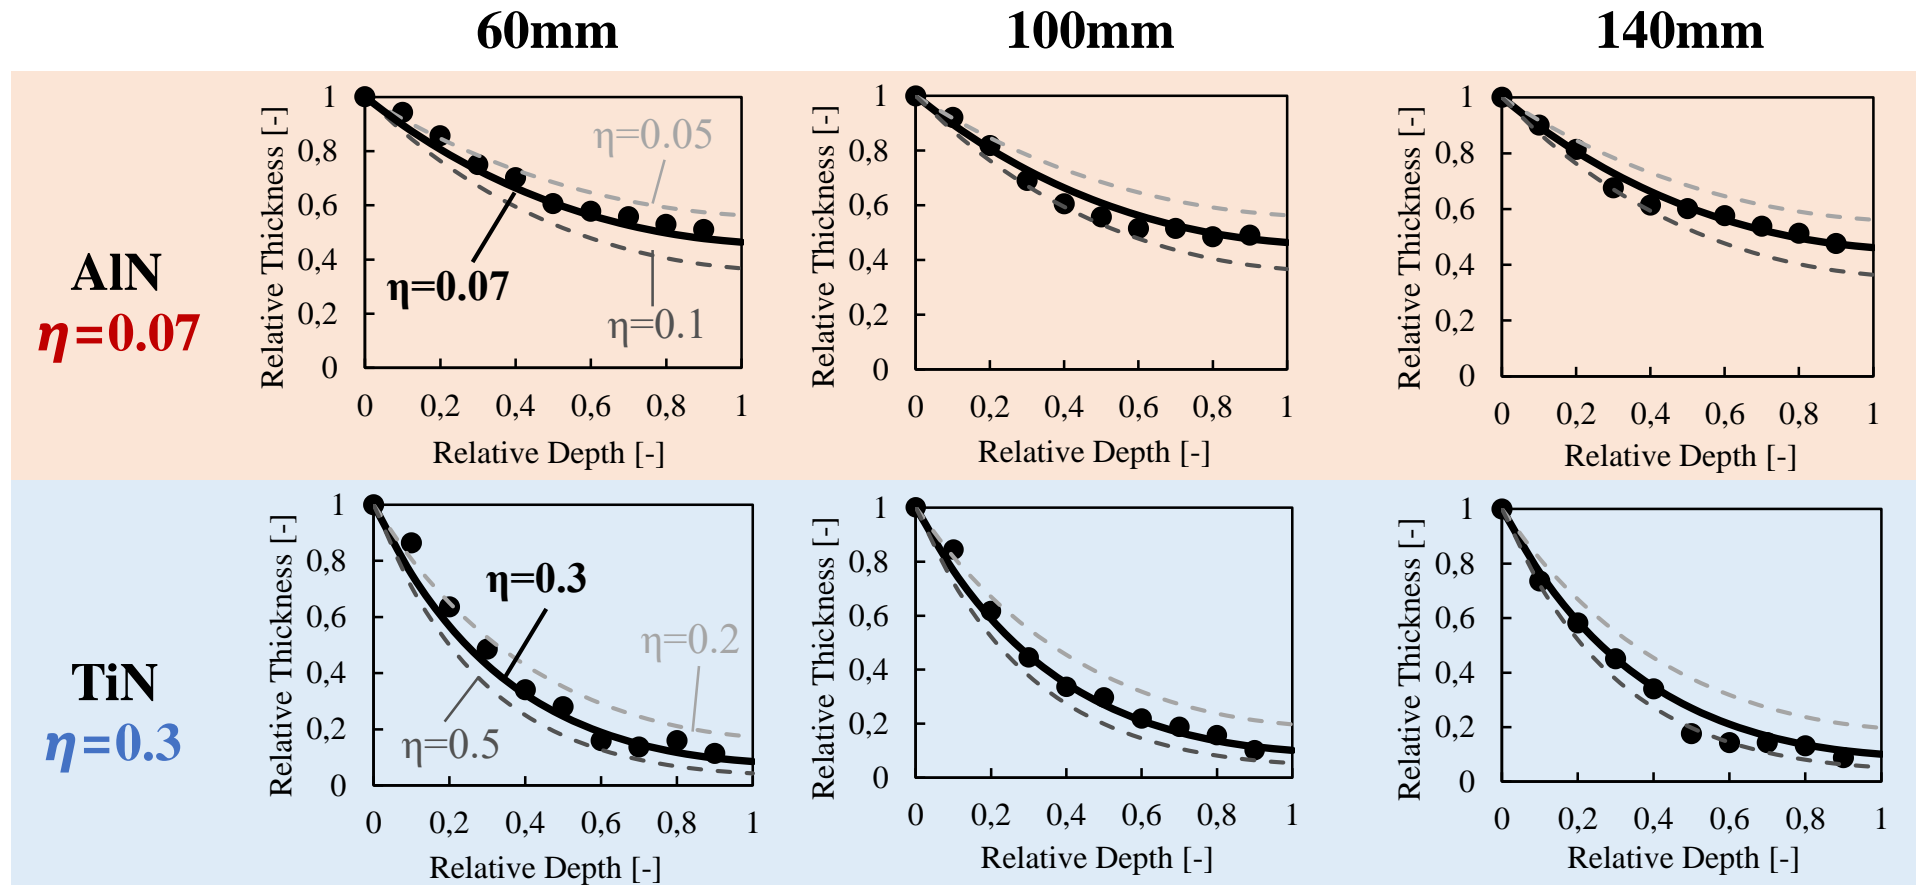 60mm
100mm
140mm
AlN
η=0.07
Relative Thickness [-]
1
0,8
0,6
0,4
0,2
0
0 0,2 0,4 0,6 0,8 1
Relative Depth [-]
η=0.05
η=0.07
η=0.1
Relative Thickness [-]
1
0,8
0,6
0,4
0,2
0
0 0,2 0,4 0,6 0,8 1
Relative Depth [-]
Relative Thickness [-]
1
0,8
0,6
0,4
0,2
0
0 0,2 0,4 0,6 0,8 1
Relative Depth [-]
TiN
η=0.3
Relative Thickness [-]
1
0,8
0,6
0,4
0,2
0
0 0,2 0,4 0,6 0,8 1
Relative Depth [-]
η=0.3
η=0.2
η=0.5
Relative Thickness [-]
1
0,8
0,6
0,4
0,2
0
0 0,2 0,4 0,6 0,8 1
Relative Depth [-]
Relative Thickness [-]
1
0,8
0,6
0,4
0,2
0
0 0,2 0,4 0,6 0,8 1
Relative Depth [-]